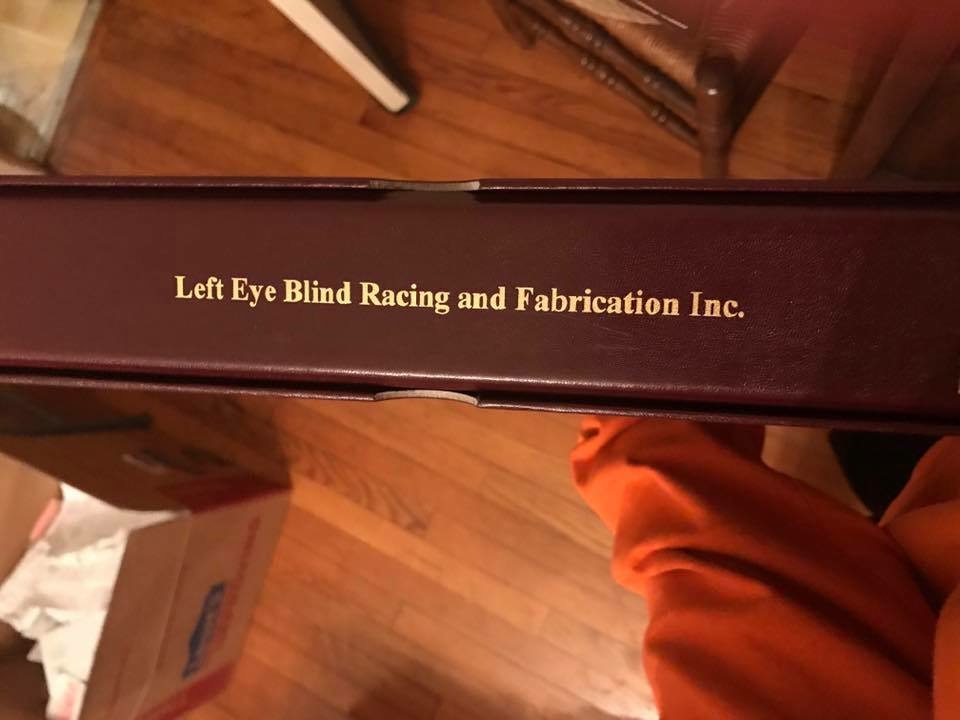 Left Eye Blind Racing and Fabrication Inc.